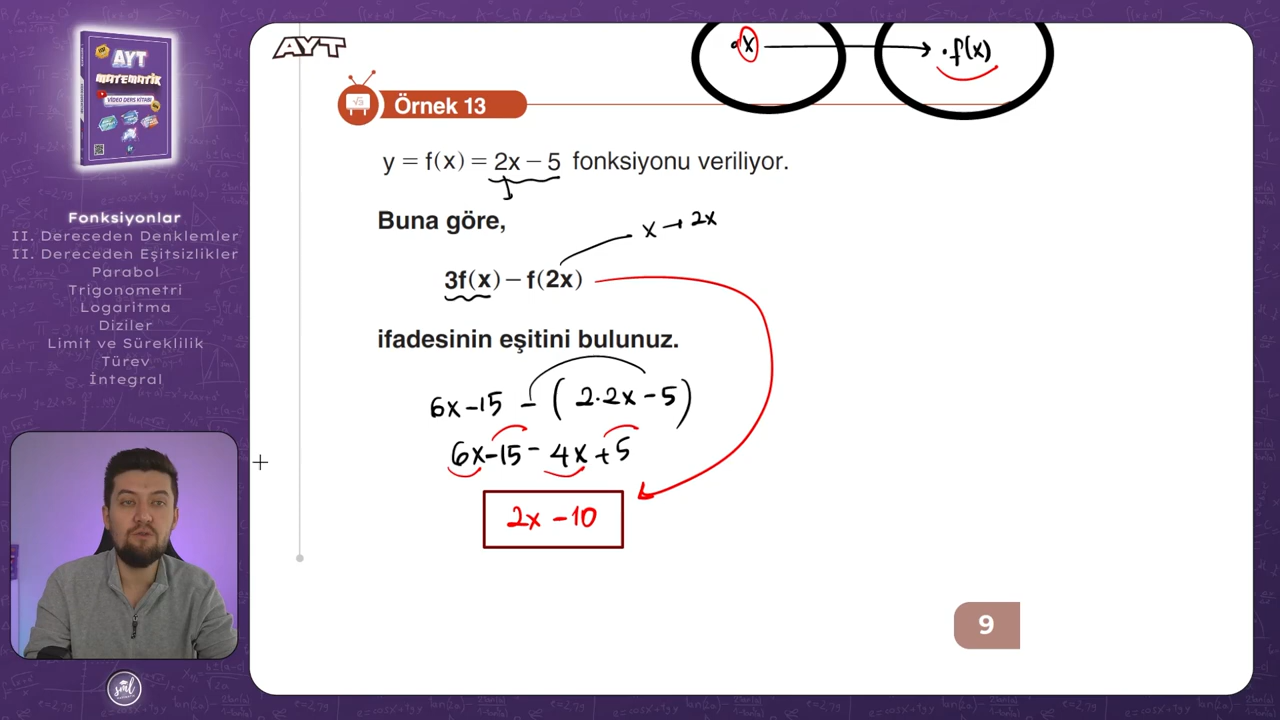 AYT
MATEMATİK
VİDEO DERS KİTABI
Fonksiyonlar
II. Dereceden Denklemler
II. Dereceden Eşitsizlikler
Parabol
Trigonometri
Logaritma
Diziler
Limit ve Süreklilik
Türev
İntegral
sml
AYT
.x
.f(x)
√3
Örnek 13
y = f(x) = 2x − 5 fonksiyonu veriliyor.
Buna göre,
x → 2x
3f(x) − f(2x)
ifadesinin eşitini bulunuz.
6x − 15 − (2.2x − 5)
6x − 15 − 4x + 5
2x − 10
9